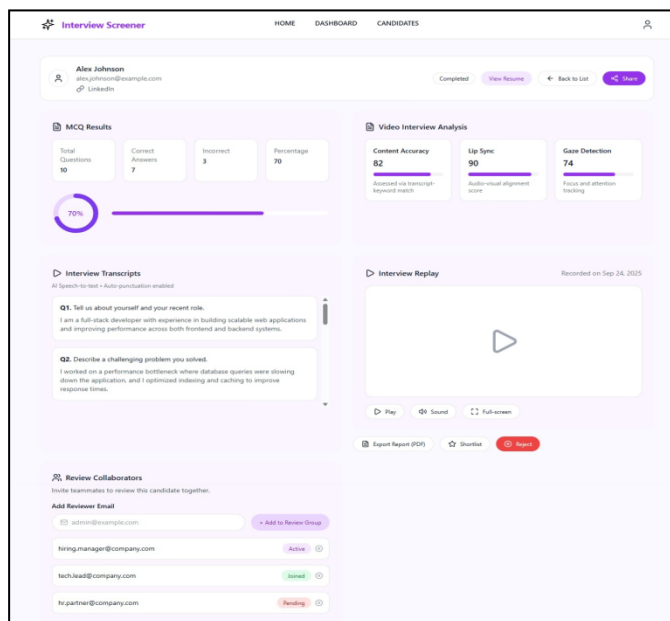 Interview Screener
HOME DASHBOARD CANDIDATES
Alex Johnson
alex.johnson@example.com
LinkedIn
Completed View Resume ← Back to List Share
MCQ Results
Total Questions
10
Correct Answers
7
Incorrect
3
Percentage
70
70%
Video Interview Analysis
Content Accuracy
82
Assessed via transcript-
keyword match
Lip Sync
90
Audio-visual alignment
score
Gaze Detection
74
Focus and attention
tracking
Interview Transcripts
AI Speech-to-text • Auto-punctuation enabled
Q1. Tell us about yourself and your recent role.
I am a full-stack developer with experience in building scalable web applications
and improving performance across both frontend and backend systems.
Q2. Describe a challenging problem you solved.
I worked on a performance bottleneck where database queries were slowing
down the application, and I optimized indexing and caching to improve
response times.
Interview Replay
Recorded on Sep 24, 2025
Play Sound Full-screen
Export Report (PDF) Shortlist Reject
Review Collaborators
Invite teammates to review this candidate together.
Add Reviewer Email
admin@example.com
+ Add to Review Group
hiring.manager@company.com Active
tech.lead@company.com Joined
hr.partner@company.com Pending